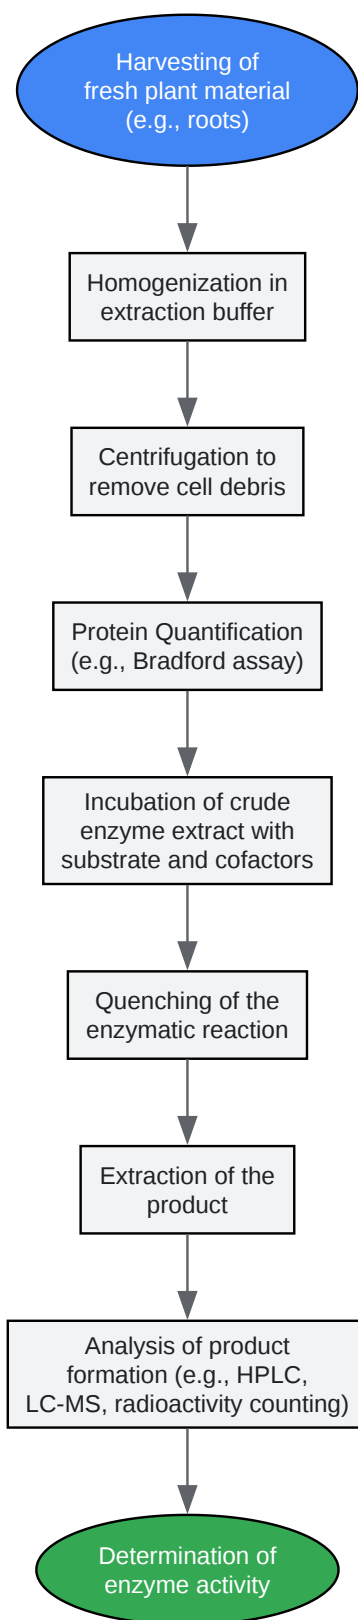 Harvesting of
fresh plant material
(e.g., roots)
Homogenization in
extraction buffer
Centrifugation to
remove cell debris
Protein Quantification
(e.g., Bradford assay)
Incubation of crude
enzyme extract with
substrate and cofactors
Quenching of the
enzymatic reaction
Extraction of the
product
Analysis of product
formation (e.g., HPLC,
LC-MS, radioactivity counting)
Determination of
enzyme activity